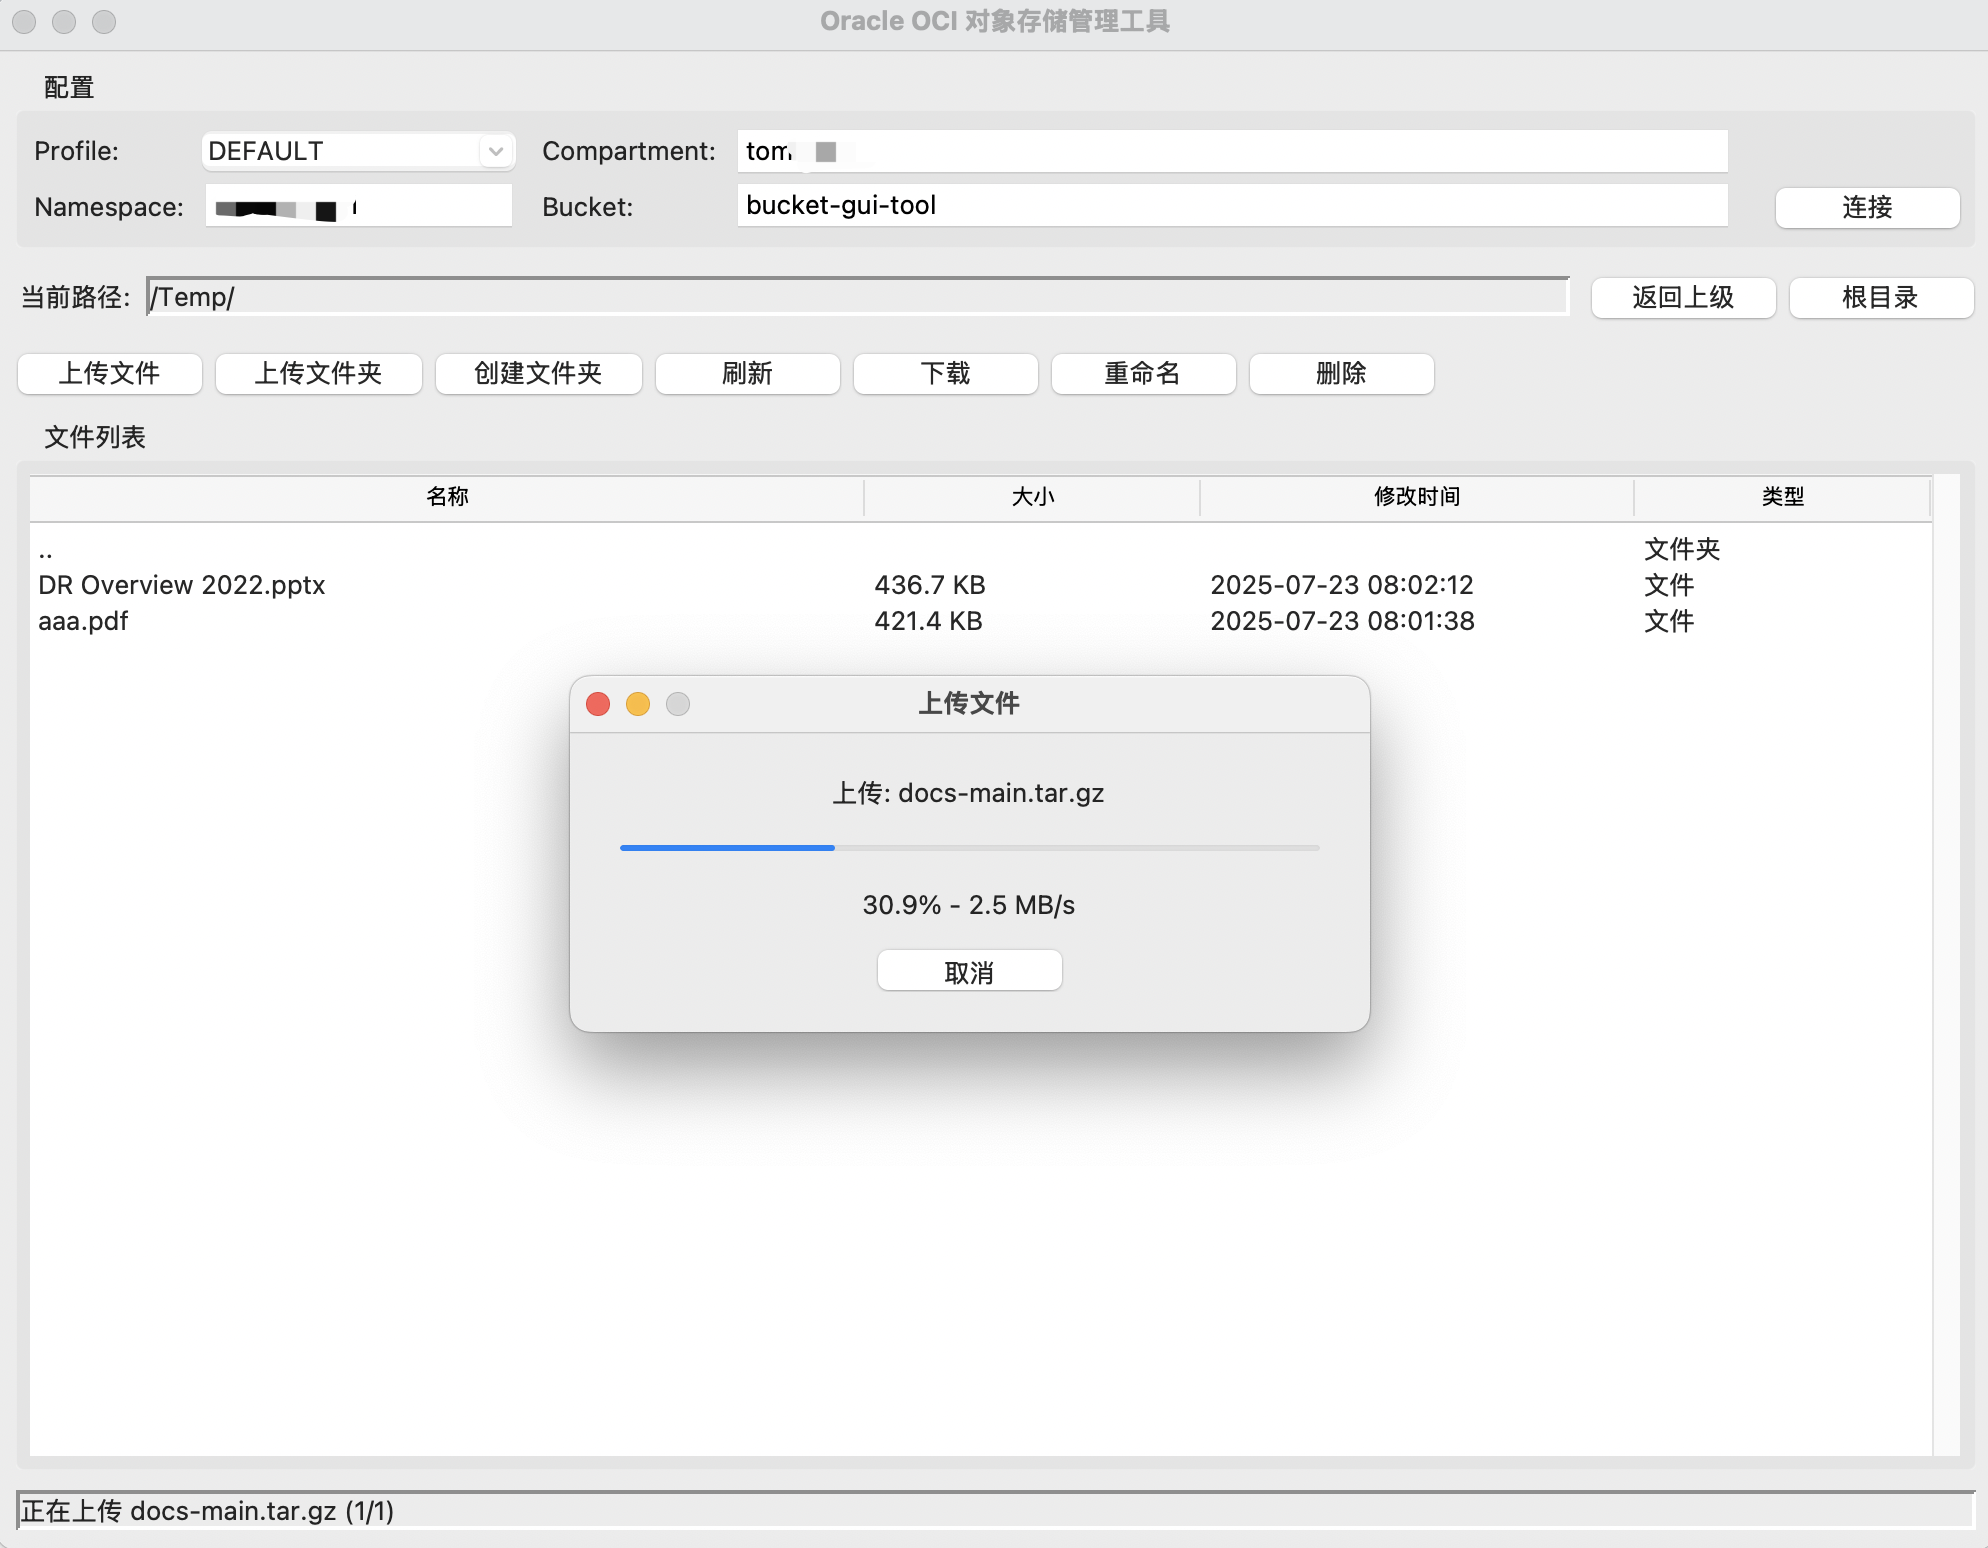 Oracle OCI 对象存储管理工具
配置
Profile: DEFAULT Compartment: tom
Namespace: Bucket: bucket-gui-tool 连接
当前路径: /Temp/ 返回上级 根目录
上传文件 上传文件夹 创建文件夹 刷新 下载 重命名 删除
文件列表
名称 大小 修改时间 类型
.. 文件夹
DR Overview 2022.pptx 436.7 KB 2025-07-23 08:02:12 文件
aaa.pdf 421.4 KB 2025-07-23 08:01:38 文件
上传文件
上传: docs-main.tar.gz
30.9% - 2.5 MB/s
取消
正在上传 docs-main.tar.gz (1/1)